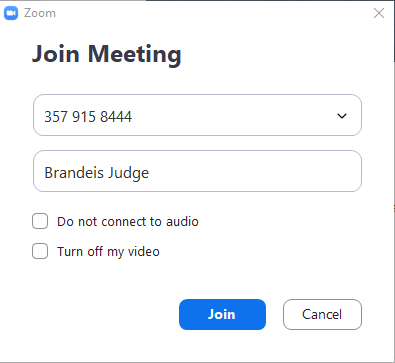 Zoom
Join Meeting
357 915 8444
Brandeis Judge
Do not connect to audio
Turn off my video
Join Cancel